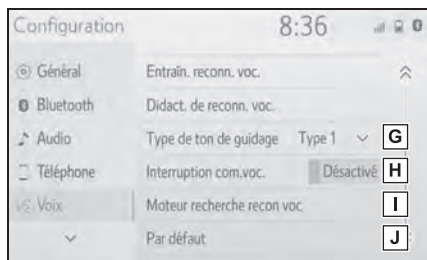 Configuration 8:36
Général Entraîn. reconn. voc.
Bluetooth Didact. de reconn. voc.
Audio Type de ton de guidage Type 1 G
Téléphone Interruption com.voc. Désactivé H
Voix Moteur recherche recon voc I
Par défaut J